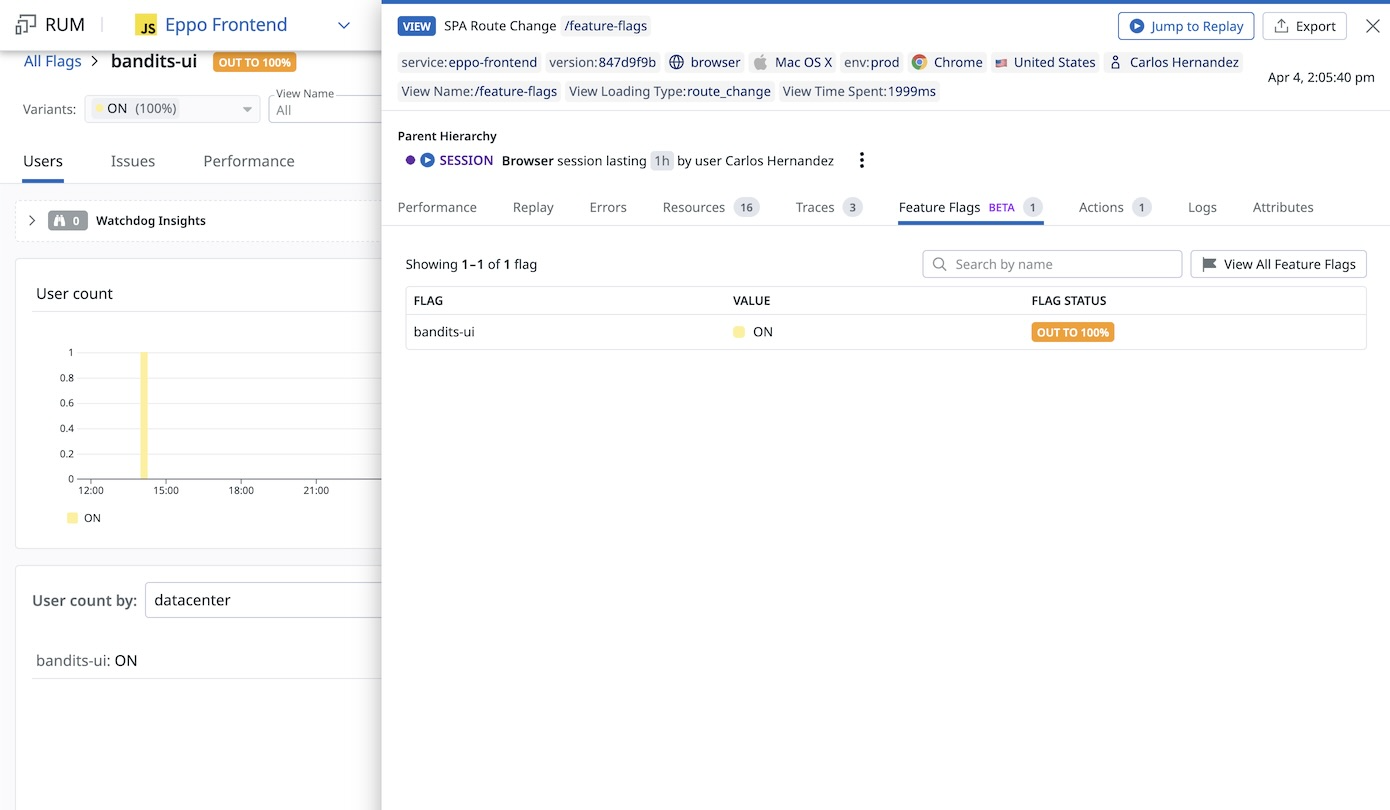 RUM
JS Eppo Frontend
All Flags > bandits-ui OUT TO 100%
Variants: ON (100%)
View Name
All
Users Issues Performance
0 Watchdog Insights
User count
1
0.8
0.6
0.4
0.2
0
12:00 15:00 18:00 21:00
ON
User count by: datacenter
bandits-ui: ON
VIEW SPA Route Change /feature-flags
Jump to Replay Export
service:eppo-frontend version:847d9f9b browser Mac OS X env:prod Chrome United States Carlos Hernandez
Apr 4, 2:05:40 pm
View Name:/feature-flags View Loading Type:route_change View Time Spent:1999ms
Parent Hierarchy
SESSION Browser session lasting 1h by user Carlos Hernandez
Performance Replay Errors Resources 16 Traces 3 Feature Flags BETA 1 Actions 1 Logs Attributes
Showing 1–1 of 1 flag
Search by name
View All Feature Flags
FLAG VALUE FLAG STATUS
bandits-ui ON OUT TO 100%